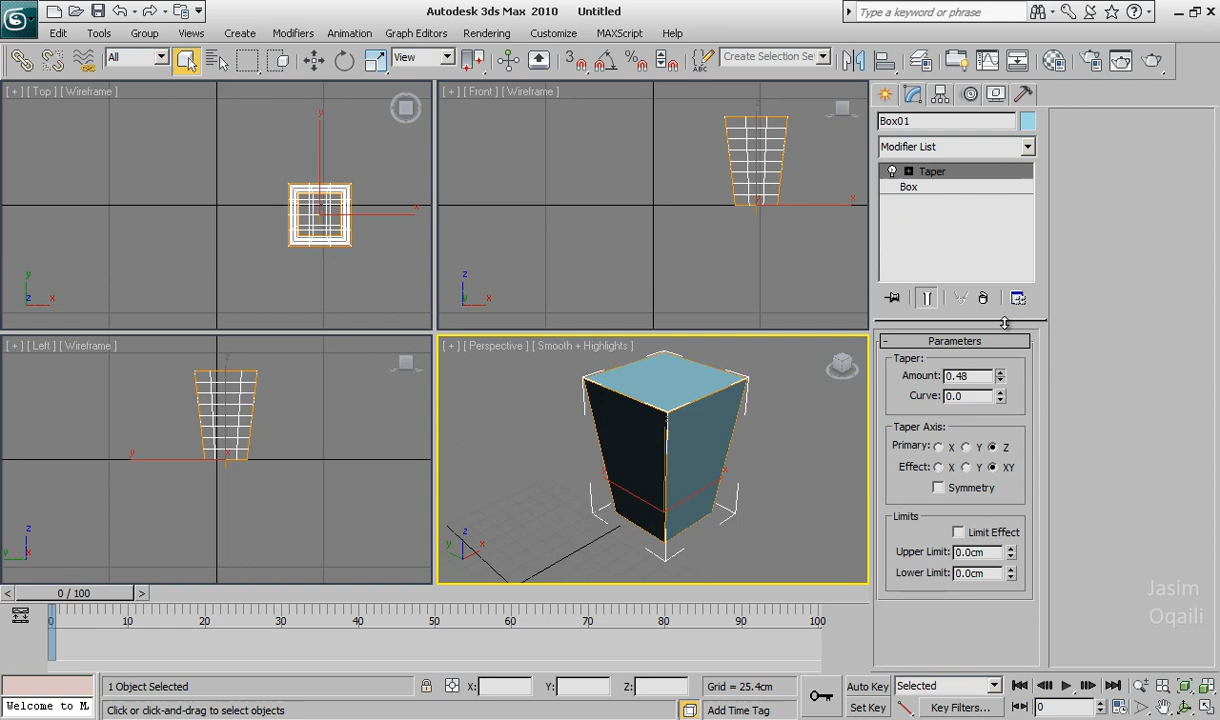 Autodesk 3ds Max 2010 Untitled
Type a keyword or phrase
Edit Tools Group Views Create Modifiers Animation Graph Editors Rendering Customize MAXScript Help
All View Create Selection Se
[ + ] [ Top ] [ Wireframe ]
[ + ] [ Front ] [ Wireframe ]
Box01
Modifier List
Taper
Box
[ + ] [ Left ] [ Wireframe ]
[ + ] [ Perspective ] [ Smooth + Highlights ]
Parameters
Taper:
Amount: 0.48
Curve: 0.0
Taper Axis:
Primary: X Y Z
Effect: X Y XY
Symmetry
Limits
Limit Effect
Upper Limit: 0.0cm
Lower Limit: 0.0cm
Jasim
Oqaili
< 0 / 100 >
0 10 20 30 40 50 60 70 80 90 100
1 Object Selected X: Y: Z: Grid = 25.4cm Auto Key Selected
Welcome to M Click or click-and-drag to select objects Add Time Tag Set Key Key Filters... 0